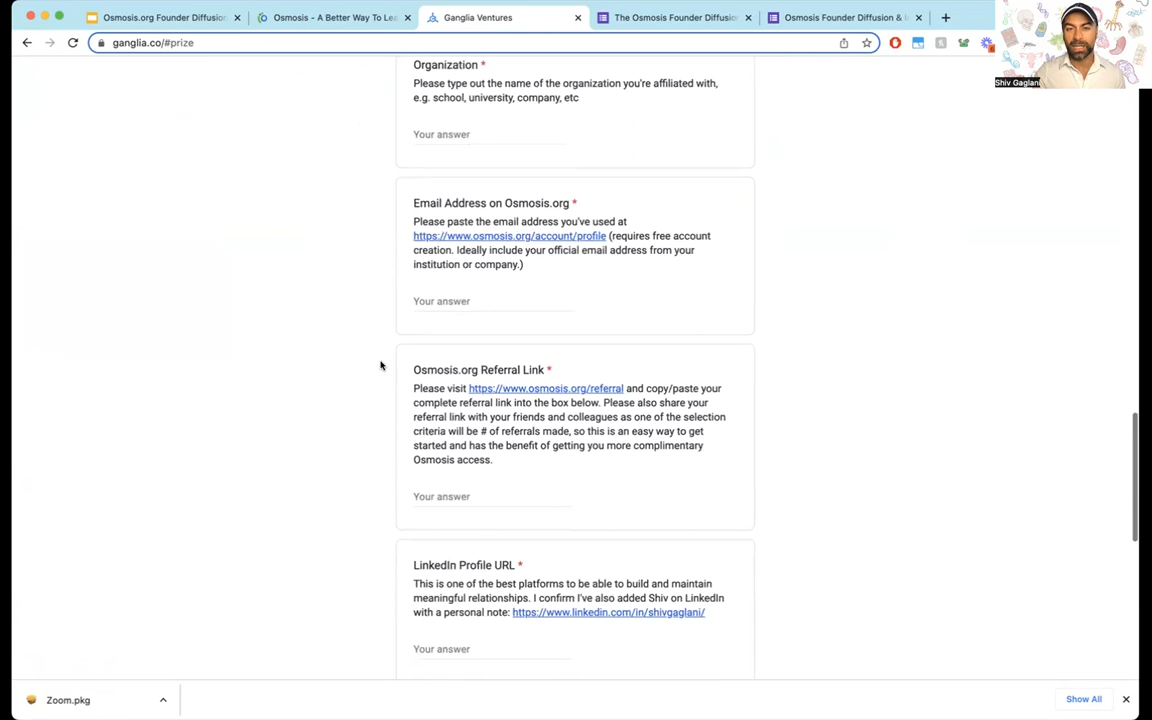 Osmosis.org Founder Diffusion
Osmosis - A Better Way To Lea
Ganglia Ventures
The Osmosis Founder Diffusion
Osmosis Founder Diffusion & I
ganglia.co/#prize
Shiv Gaglani
Organization *
Please type out the name of the organization you're affiliated with,
e.g. school, university, company, etc
Your answer
Email Address on Osmosis.org *
Please paste the email address you've used at
https://www.osmosis.org/account/profile (requires free account
creation. Ideally include your official email address from your
institution or company.)
Your answer
Osmosis.org Referral Link *
Please visit https://www.osmosis.org/referral and copy/paste your
complete referral link into the box below. Please also share your
referral link with your friends and colleagues as one of the selection
criteria will be # of referrals made, so this is an easy way to get
started and has the benefit of getting you more complimentary
Osmosis access.
Your answer
LinkedIn Profile URL *
This is one of the best platforms to be able to build and maintain
meaningful relationships. I confirm I've also added Shiv on LinkedIn
with a personal note: https://www.linkedin.com/in/shivgaglani/
Your answer
Zoom.pkg
Show All